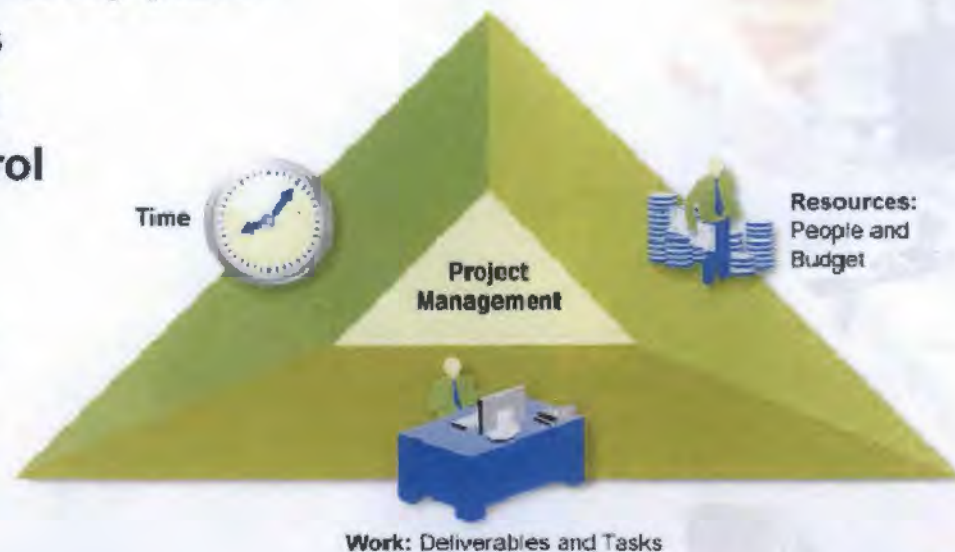 s
rol
Time
Resources:
People and
Budget
Project
Management
Work: Deliverables and Tasks